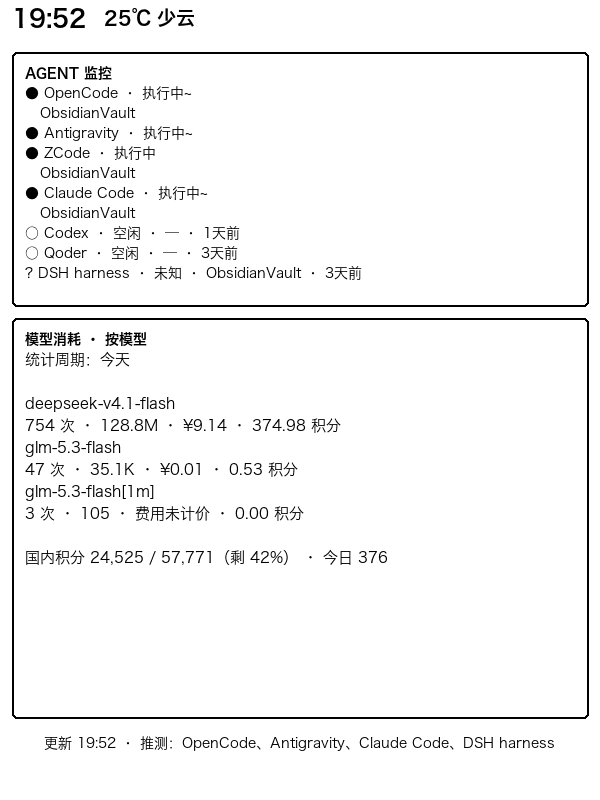 19:52 25℃ 少云
AGENT 监控
● OpenCode · 执行中~
ObsidianVault
● Antigravity · 执行中~
● ZCode · 执行中
ObsidianVault
● Claude Code · 执行中~
ObsidianVault
○ Codex · 空闲 · — · 1天前
○ Qoder · 空闲 · — · 3天前
? DSH harness · 未知 · ObsidianVault · 3天前
模型消耗 · 按模型
统计周期：今天
deepseek-v4.1-flash
754 次 · 128.8M · ¥9.14 · 374.98 积分
glm-5.3-flash
47 次 · 35.1K · ¥0.01 · 0.53 积分
glm-5.3-flash[1m]
3 次 · 105 · 费用未计价 · 0.00 积分
国内积分 24,525 / 57,771（剩 42%） · 今日 376
更新 19:52 · 推测：OpenCode、Antigravity、Claude Code、DSH harness